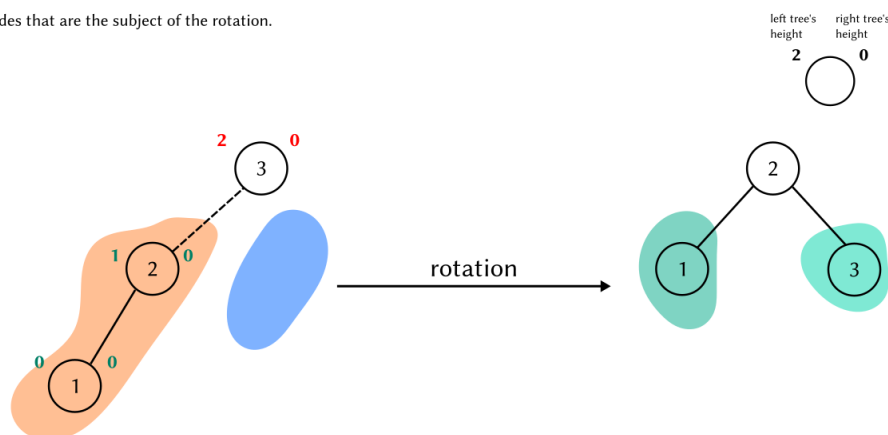 des that are the subject of the rotation.
left tree's right tree's
height height
2 0
2 0
3 2
1 0
2 rotation 1 3
0 0
1